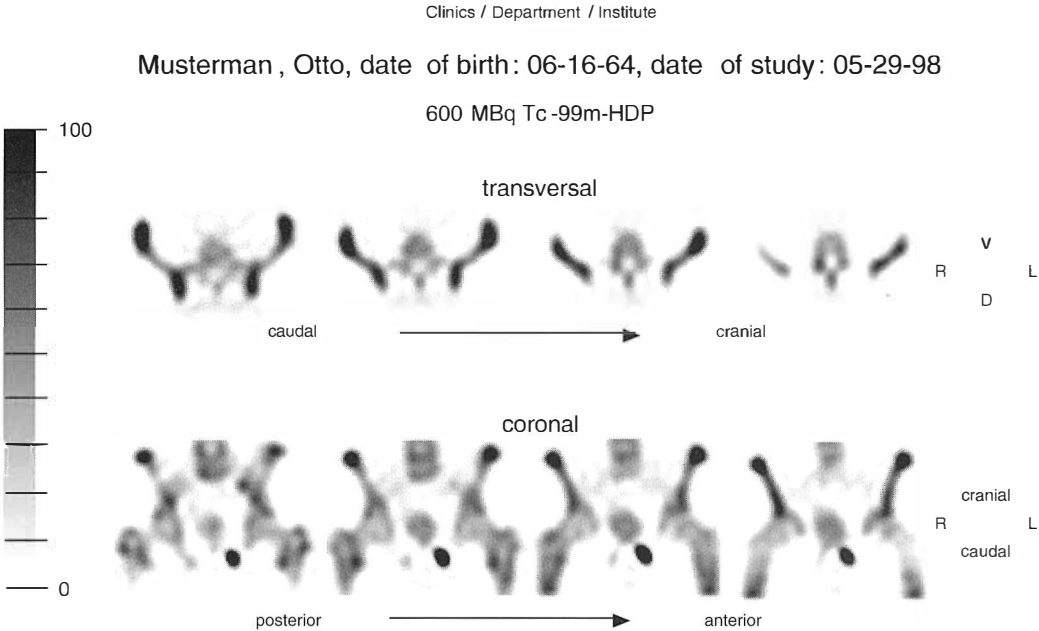 Clinics / Department / Institute
Musterman , Otto, date of birth: 06-16-64, date of study: 05-29-98
600 MBq Tc-99m-HDP
100
transversal
V
R L
D
caudal cranial
coronal
cranial
R L
caudal
0
posterior anterior